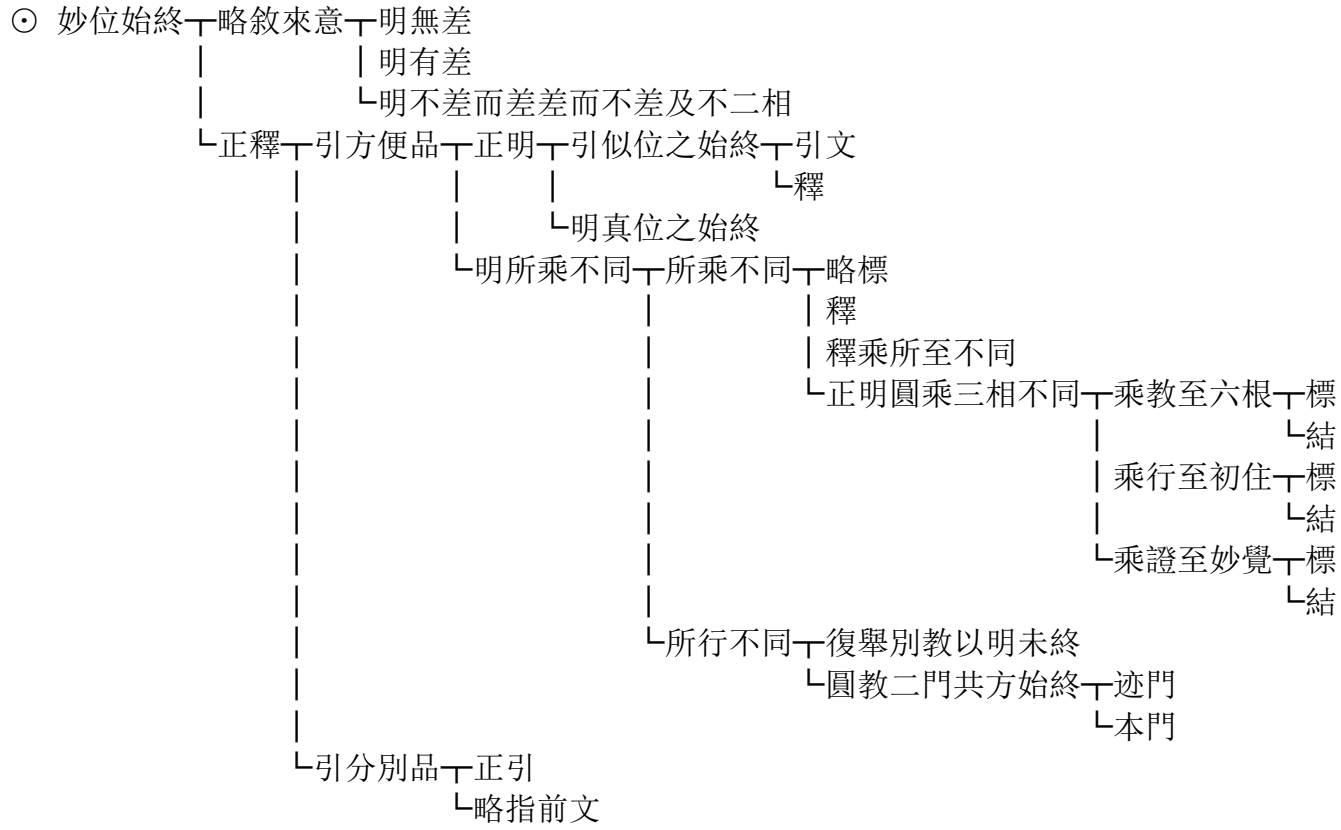 ⊙ 妙位始終┬略敘來意┬明無差
│明有差
└明不差而差差而不差及不二相
└正釋┬引方便品┬正明┬引似位之始終┬引文
└釋
└明真位之始終
└明所乘不同┬所乘不同┬略標
│釋
│釋乘所至不同
└正明圓乘三相不同┬乘教至六根┬標
└結
│乘行至初住┬標
└結
└乘證至妙覺┬標
└結
└所行不同┬復舉別教以明未終
└圓教二門共方始終┬迹門
└本門
└引分別品┬正引
└略指前文